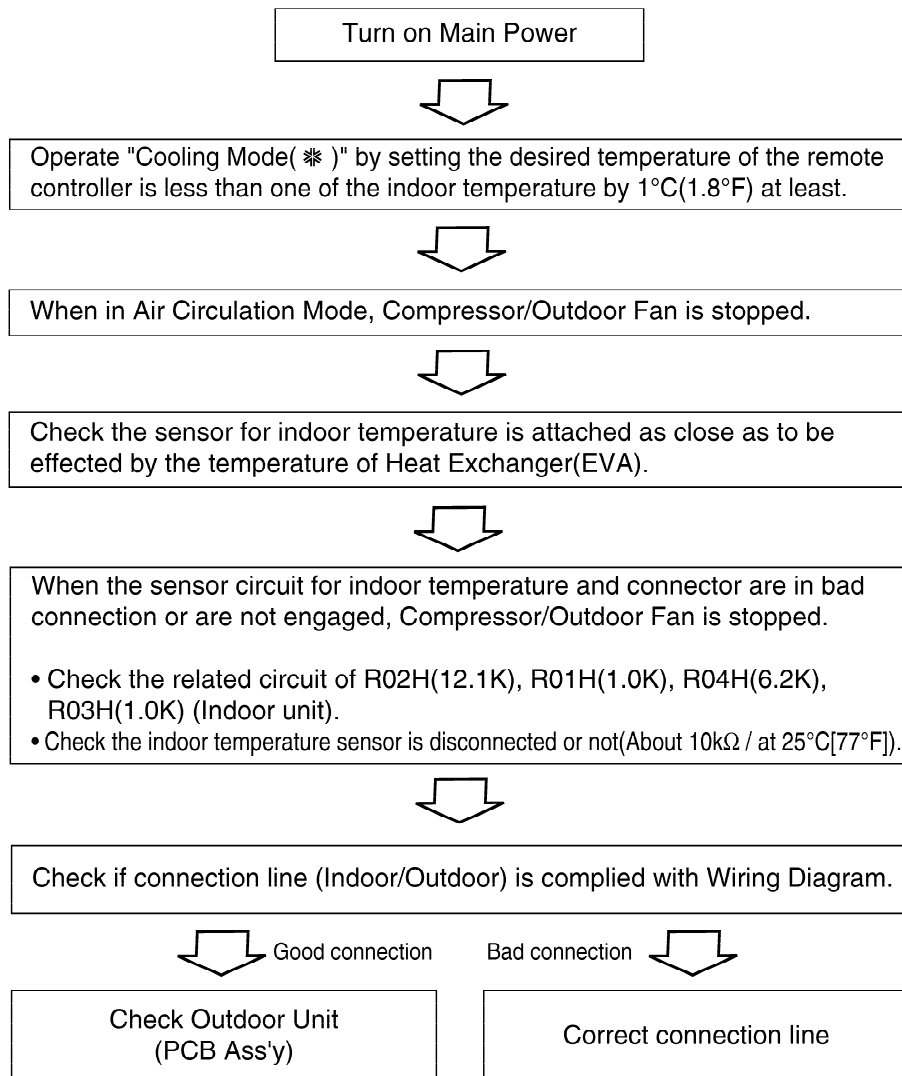 Turn on Main Power
Operate "Cooling Mode( ❋ )" by setting the desired temperature of the remote
controller is less than one of the indoor temperature by 1°C(1.8°F) at least.
When in Air Circulation Mode, Compressor/Outdoor Fan is stopped.
Check the sensor for indoor temperature is attached as close as to be
effected by the temperature of Heat Exchanger(EVA).
When the sensor circuit for indoor temperature and connector are in bad
connection or are not engaged, Compressor/Outdoor Fan is stopped.
• Check the related circuit of R02H(12.1K), R01H(1.0K), R04H(6.2K),
R03H(1.0K) (Indoor unit).
• Check the indoor temperature sensor is disconnected or not(About 10kΩ / at 25°C[77°F]).
Check if connection line (Indoor/Outdoor) is complied with Wiring Diagram.
Good connection
Bad connection
Check Outdoor Unit
(PCB Ass'y)
Correct connection line